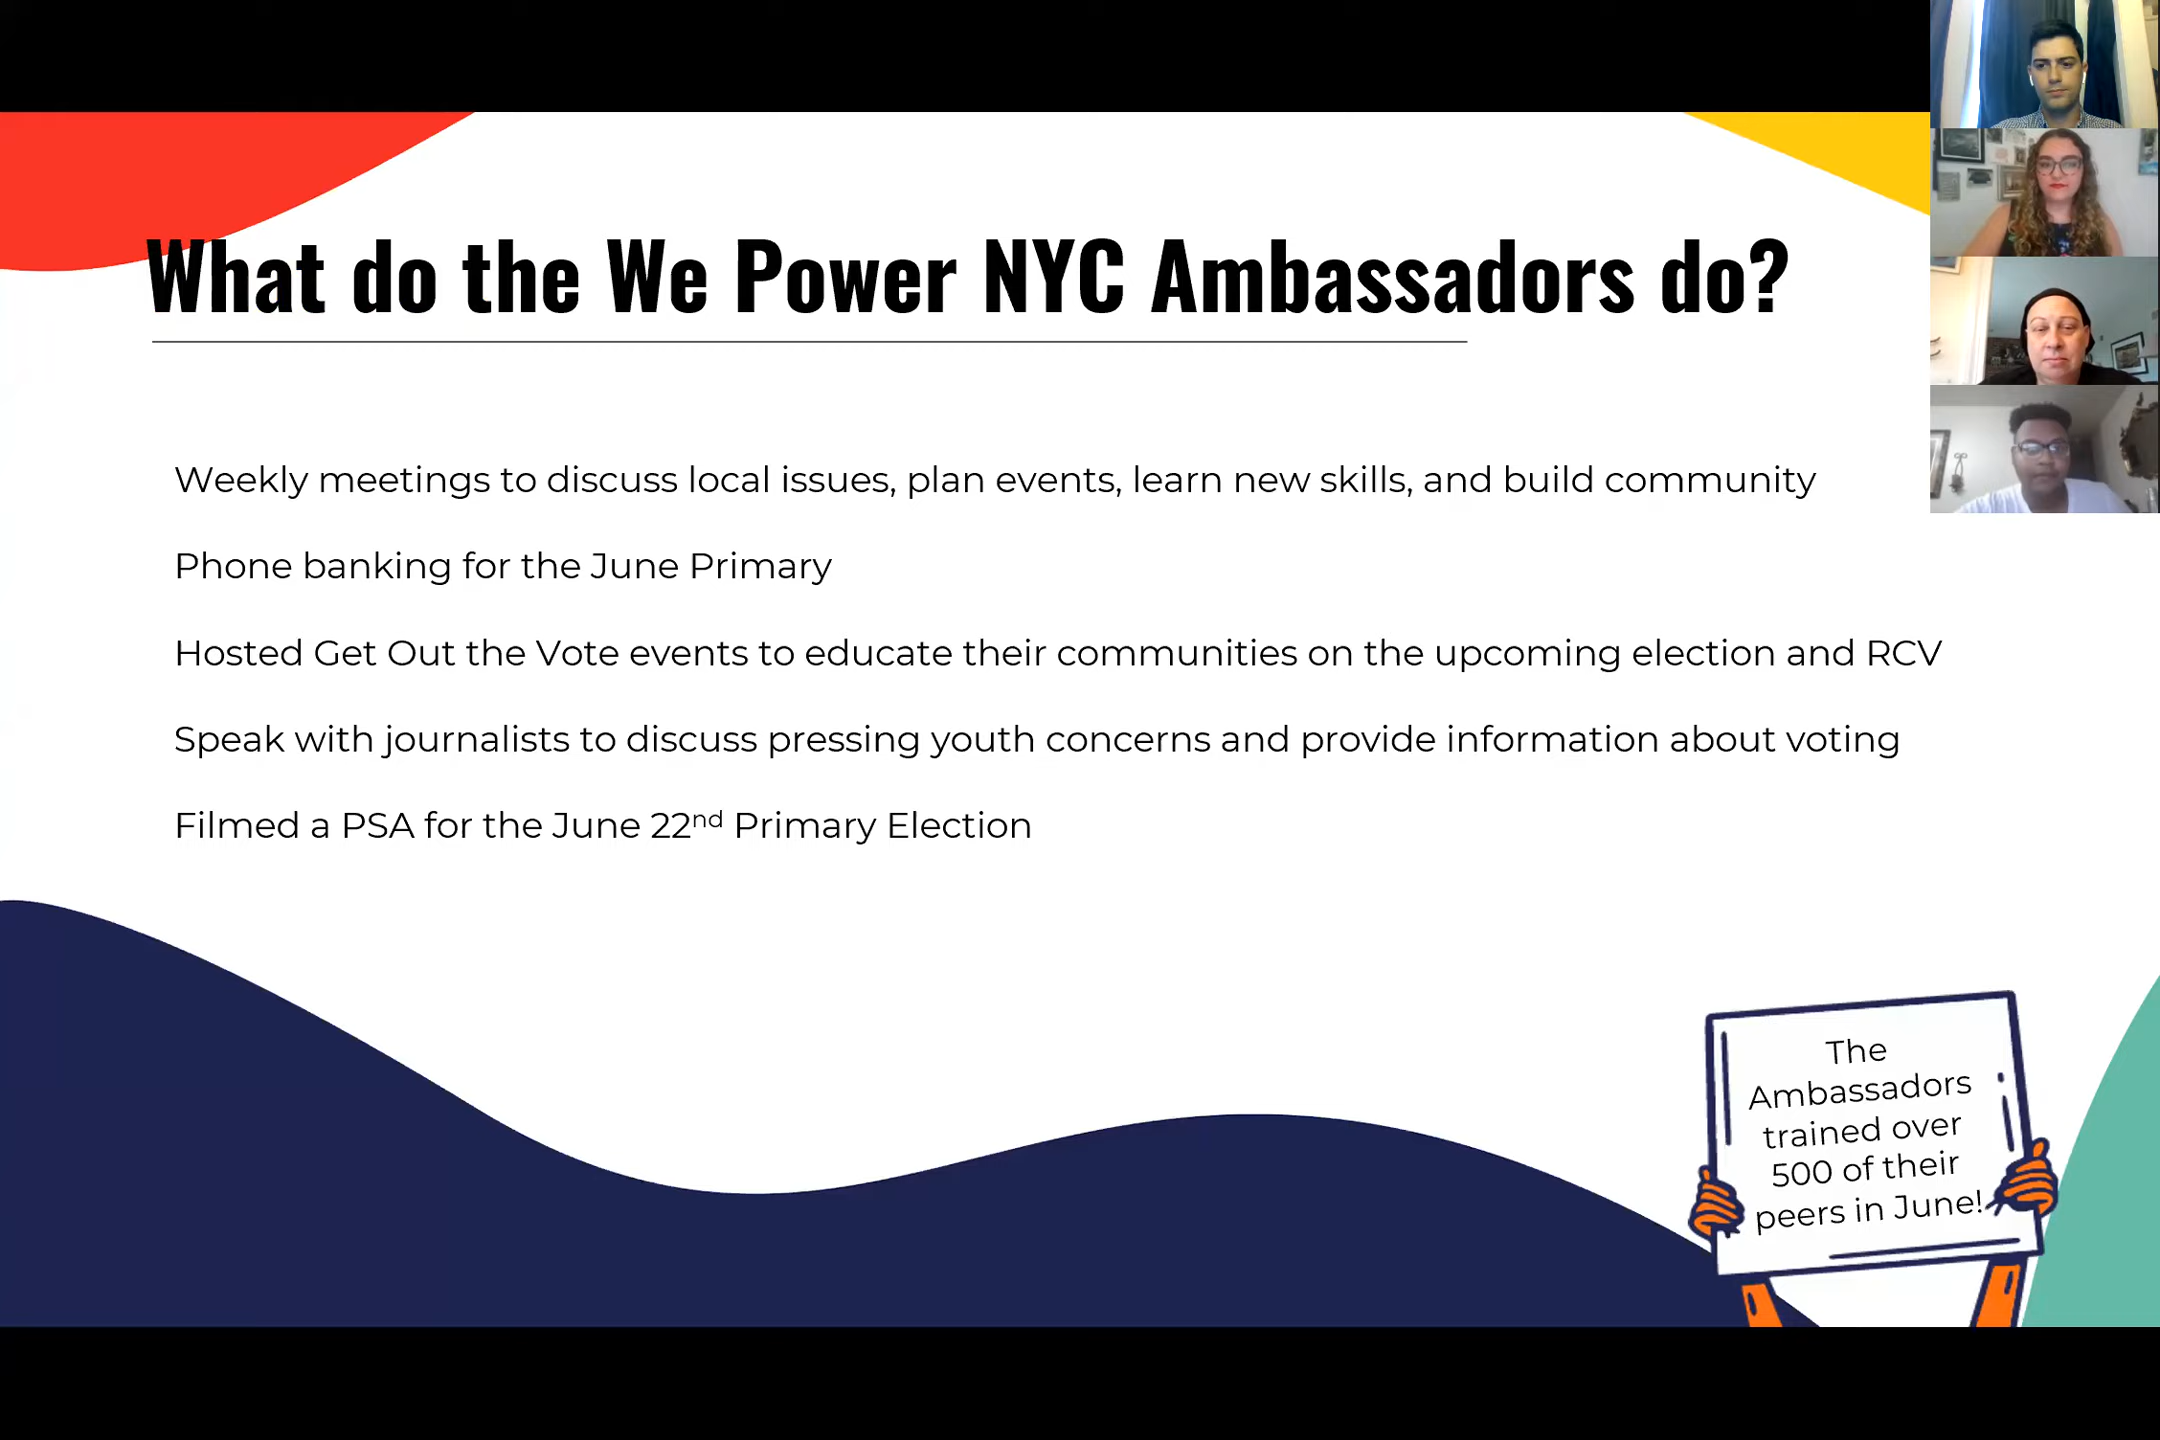 What do the We Power NYC Ambassadors do?
Weekly meetings to discuss local issues, plan events, learn new skills, and build community
Phone banking for the June Primary
Hosted Get Out the Vote events to educate their communities on the upcoming election and RCV
Speak with journalists to discuss pressing youth concerns and provide information about voting
Filmed a PSA for the June 22nd Primary Election
The
Ambassadors
trained over
500 of their
peers in June!